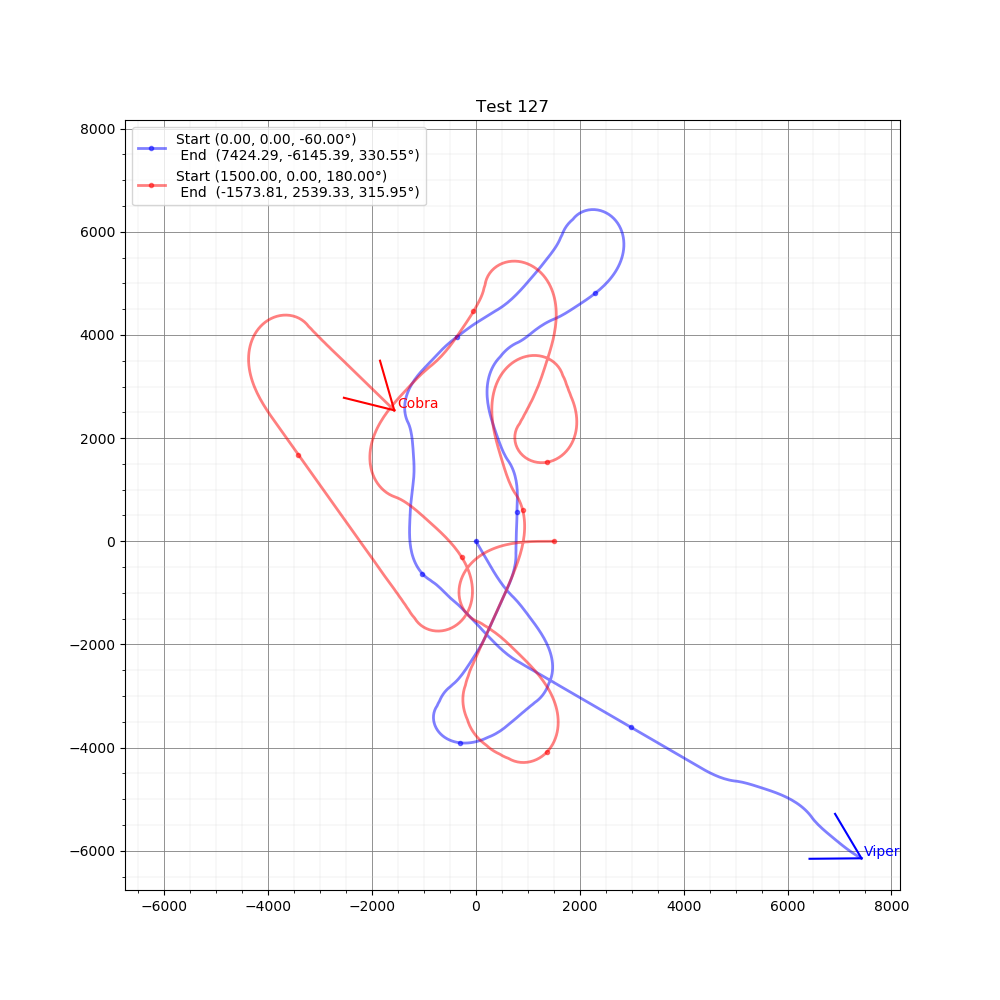 Test 127
Start (0.00, 0.00, -60.00°)
End (7424.29, -6145.39, 330.55°)
Start (1500.00, 0.00, 180.00°)
End (-1573.81, 2539.33, 315.95°)
8000
6000
4000
2000
0
−2000
−4000
−6000
Cobra
Viper
−6000 −4000 −2000 0 2000 4000 6000 8000